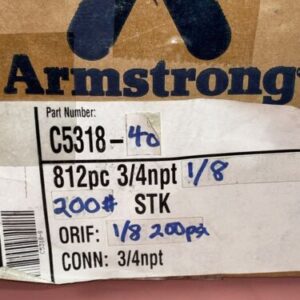 Armstrong
Part Number:
C5318-40
812pc 3/4npt 1/8
200# STK
ORIF: 1/8 200psi
CONN: 3/4npt